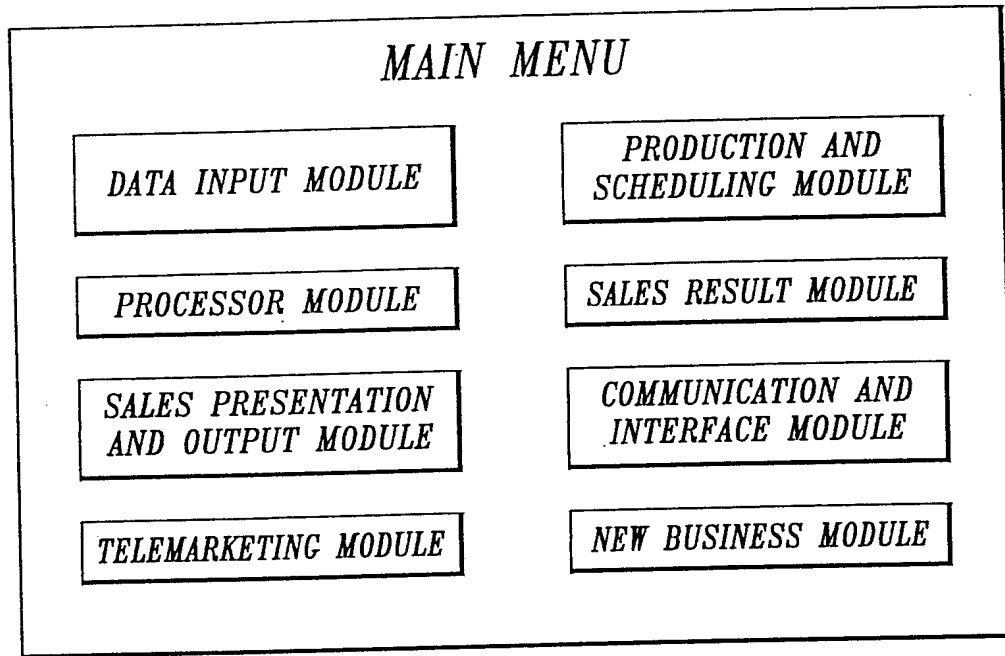 MAIN MENU
DATA INPUT MODULE
PROCESSOR MODULE
SALES PRESENTATION
AND OUTPUT MODULE
TELEMARKETING MODULE
PRODUCTION AND
SCHEDULING MODULE
SALES RESULT MODULE
COMMUNICATION AND
INTERFACE MODULE
NEW BUSINESS MODULE